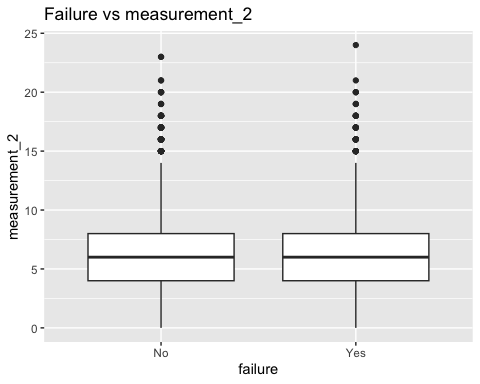 Failure vs measurement_2
measurement_2
25
20
15
10
5
0
No
Yes
failure